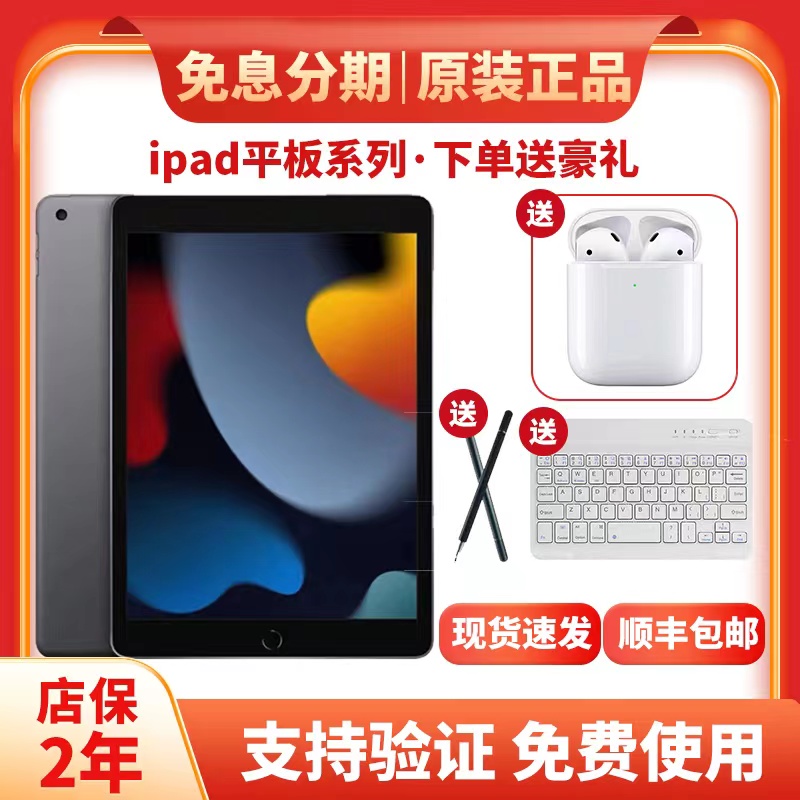 免息分期|原装正品
ipad平板系列·下单送豪礼
送
送
送
现货速发
顺丰包邮
店保
2年
支持验证 免费使用